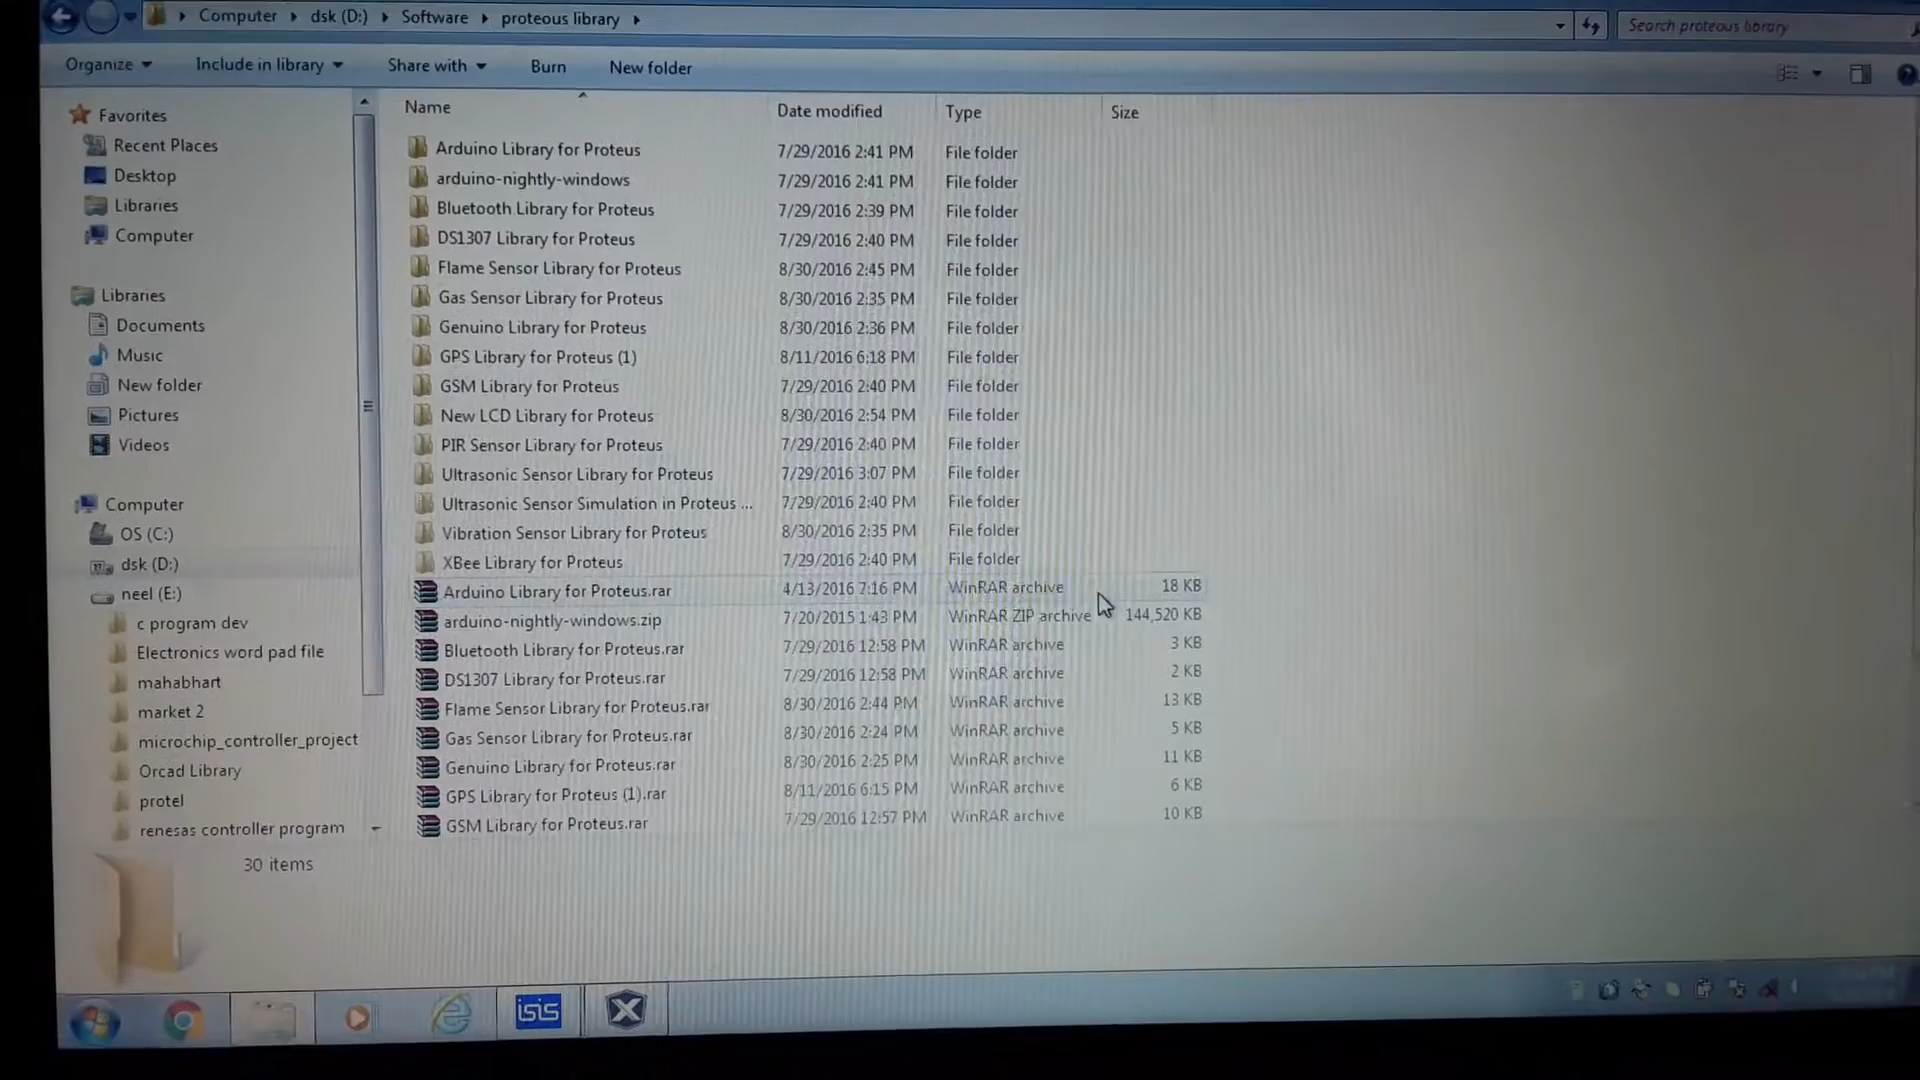 Computer ▸ dsk (D:) ▸ Software ▸ proteous library ▸
Search proteous library
Organize Include in library Share with Burn New folder
Name Date modified Type Size
Favorites
Recent Places
Desktop
Libraries
Computer
Libraries
Documents
Music
New folder
Pictures
Videos
Computer
OS (C:)
dsk (D:)
neel (E:)
c program dev
Electronics word pad file
mahabhart
market 2
microchip_controller_project
Orcad Library
protel
renesas controller program
Arduino Library for Proteus 7/29/2016 2:41 PM File folder
arduino-nightly-windows 7/29/2016 2:41 PM File folder
Bluetooth Library for Proteus 7/29/2016 2:39 PM File folder
DS1307 Library for Proteus 7/29/2016 2:40 PM File folder
Flame Sensor Library for Proteus 8/30/2016 2:45 PM File folder
Gas Sensor Library for Proteus 8/30/2016 2:35 PM File folder
Genuino Library for Proteus 8/30/2016 2:36 PM File folder
GPS Library for Proteus (1) 8/11/2016 6:18 PM File folder
GSM Library for Proteus 7/29/2016 2:40 PM File folder
New LCD Library for Proteus 8/30/2016 2:54 PM File folder
PIR Sensor Library for Proteus 7/29/2016 2:40 PM File folder
Ultrasonic Sensor Library for Proteus 7/29/2016 3:07 PM File folder
Ultrasonic Sensor Simulation in Proteus ... 7/29/2016 2:40 PM File folder
Vibration Sensor Library for Proteus 8/30/2016 2:35 PM File folder
XBee Library for Proteus 7/29/2016 2:40 PM File folder
Arduino Library for Proteus.rar 4/13/2016 7:16 PM WinRAR archive 18 KB
arduino-nightly-windows.zip 7/20/2015 1:43 PM WinRAR ZIP archive 144,520 KB
Bluetooth Library for Proteus.rar 7/29/2016 12:58 PM WinRAR archive 3 KB
DS1307 Library for Proteus.rar 7/29/2016 12:58 PM WinRAR archive 2 KB
Flame Sensor Library for Proteus.rar 8/30/2016 2:44 PM WinRAR archive 13 KB
Gas Sensor Library for Proteus.rar 8/30/2016 2:24 PM WinRAR archive 5 KB
Genuino Library for Proteus.rar 8/30/2016 2:25 PM WinRAR archive 11 KB
GPS Library for Proteus (1).rar 8/11/2016 6:15 PM WinRAR archive 6 KB
GSM Library for Proteus.rar 7/29/2016 12:57 PM WinRAR archive 10 KB
30 items
isis